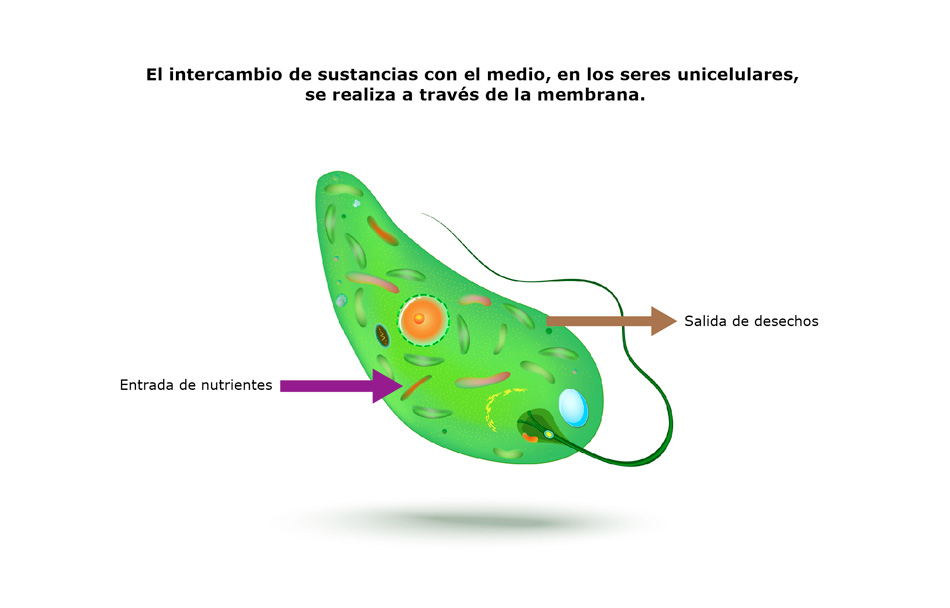 El intercambio de sustancias con el medio, en los seres unicelulares,
se realiza a través de la membrana.
Salida de desechos
Entrada de nutrientes